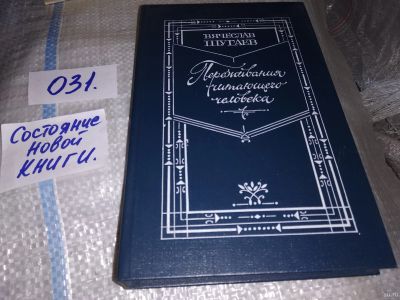 031.
Состояние
новой
книги.
ВЯЧЕСЛАВ
ШУГАЕВ
Переживания
читающего
человека